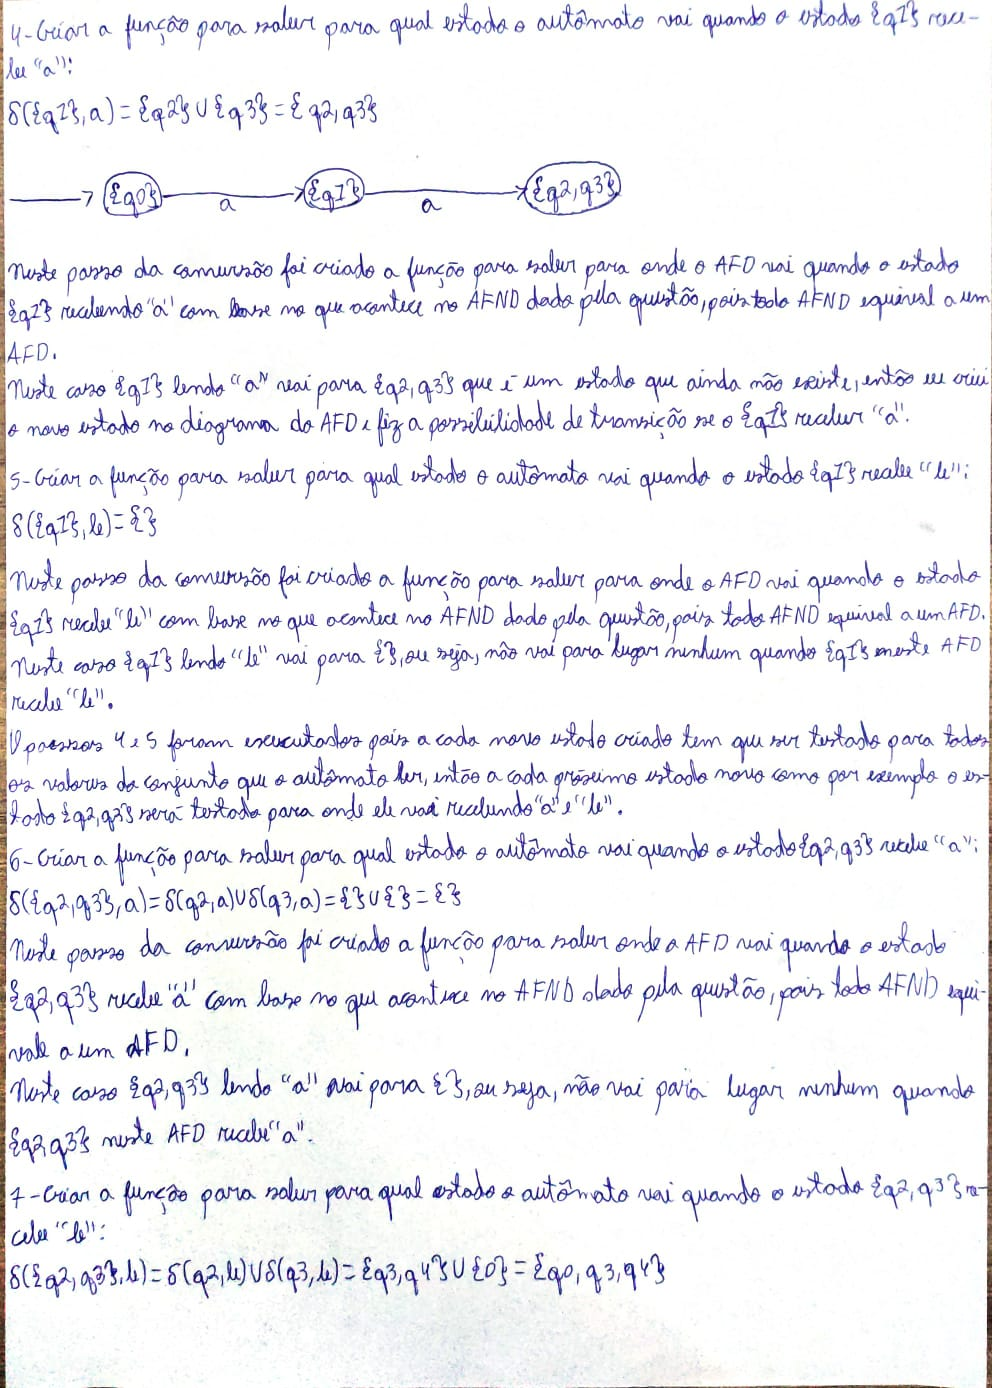 4-Criar a função para saber para qual estado o autômato vai quando o estado {q1} rece-
be "a":
δ({q1},a)={q2}∪{q3}={q2,q3}
{q0} a {q1} a {q2,q3}
Neste passo da conversão foi criado a função para saber para onde o AFD vai quando o estado
{q1} recebendo "a" com base no que acontece no AFND dado pela questão, pois todo AFND equival a um
AFD.
Neste caso {q1} lendo "a" vai para {q2,q3} que é um estado que ainda não existe, então eu criei
o novo estado no diagrama do AFD e fiz a possibilidade de transição se o {q1} receber "a".
5-Criar a função para saber para qual estado o autômato vai quando o estado {q1} recebe "b":
δ({q1},b)={}
Neste passo da conversão foi criado a função para saber para onde o AFD vai quando o estado
{q1} recebe "b" com base no que acontece no AFND dado pela questão, pois todo AFND equival a um AFD.
Neste caso {q1} lendo "b" vai para {}, ou seja, não vai para lugar nenhum quando {q1} neste AFD
recebe "b".
O passos 4 e 5 foram executados pois a cada novo estado criado tem que ser testado para todos
os valores do conjunto que o autômato ler, então a cada próximo estado novo como por exemplo o es-
tado {q2,q3} será testado para onde ele vai recebendo "a" e "b".
6-Criar a função para saber para qual estado o autômato vai quando o estado {q2,q3} recebe "a":
δ({q2,q3},a)=δ(q2,a)∪δ(q3,a)={}∪{}={}
Neste passo da conversão foi criado a função para saber onde o AFD vai quando o estado
{q2,q3} recebe "a" com base no que acontece no AFND dado pela questão, pois todo AFND equi-
vale a um AFD.
Neste caso {q2,q3} lendo "a" vai para {}, ou seja, não vai para lugar nenhum quando
{q2,q3} neste AFD recebe "a".
7-Criar a função para saber para qual estado o autômato vai quando o estado {q2,q3} re-
cebe "b":
δ({q2,q3},b)=δ(q2,b)∪δ(q3,b)={q3,q4}∪{0}={q0,q3,q4}